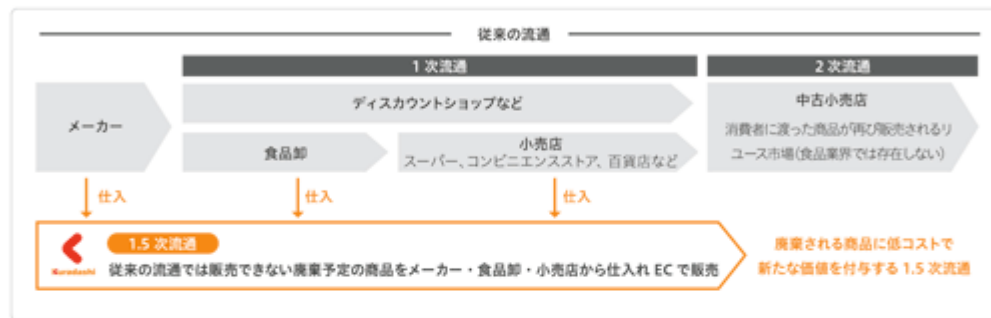 従来の流通
1次流通
2次流通
メーカー
ディスカウントショップなど
食品卸
小売店
スーパー、コンビニエンスストア、百貨店など
中古小売店
消費者に渡った商品が再び販売されるリ
ユース市場(食品業界では存在しない)
仕入
仕入
仕入
Kuradashi
1.5次流通
従来の流通では販売できない廃棄予定の商品をメーカー・食品卸・小売店から仕入れECで販売
廃棄される商品に低コストで
新たな価値を付与する1.5次流通